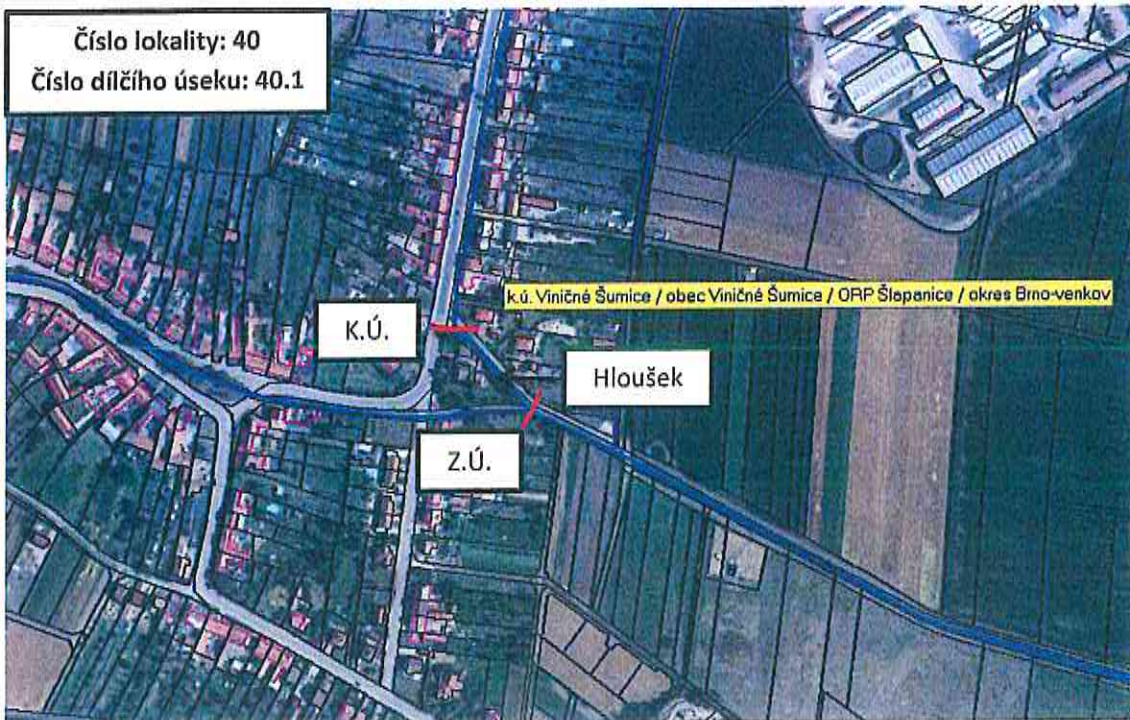 Číslo lokality: 40
Číslo dílčího úseku: 40.1
k.ú. Viničné Šumice / obec Viničné Šumice / ORP Šlapanice / okres Brno-venkov
K.Ú.
Hloušek
Z.Ú.